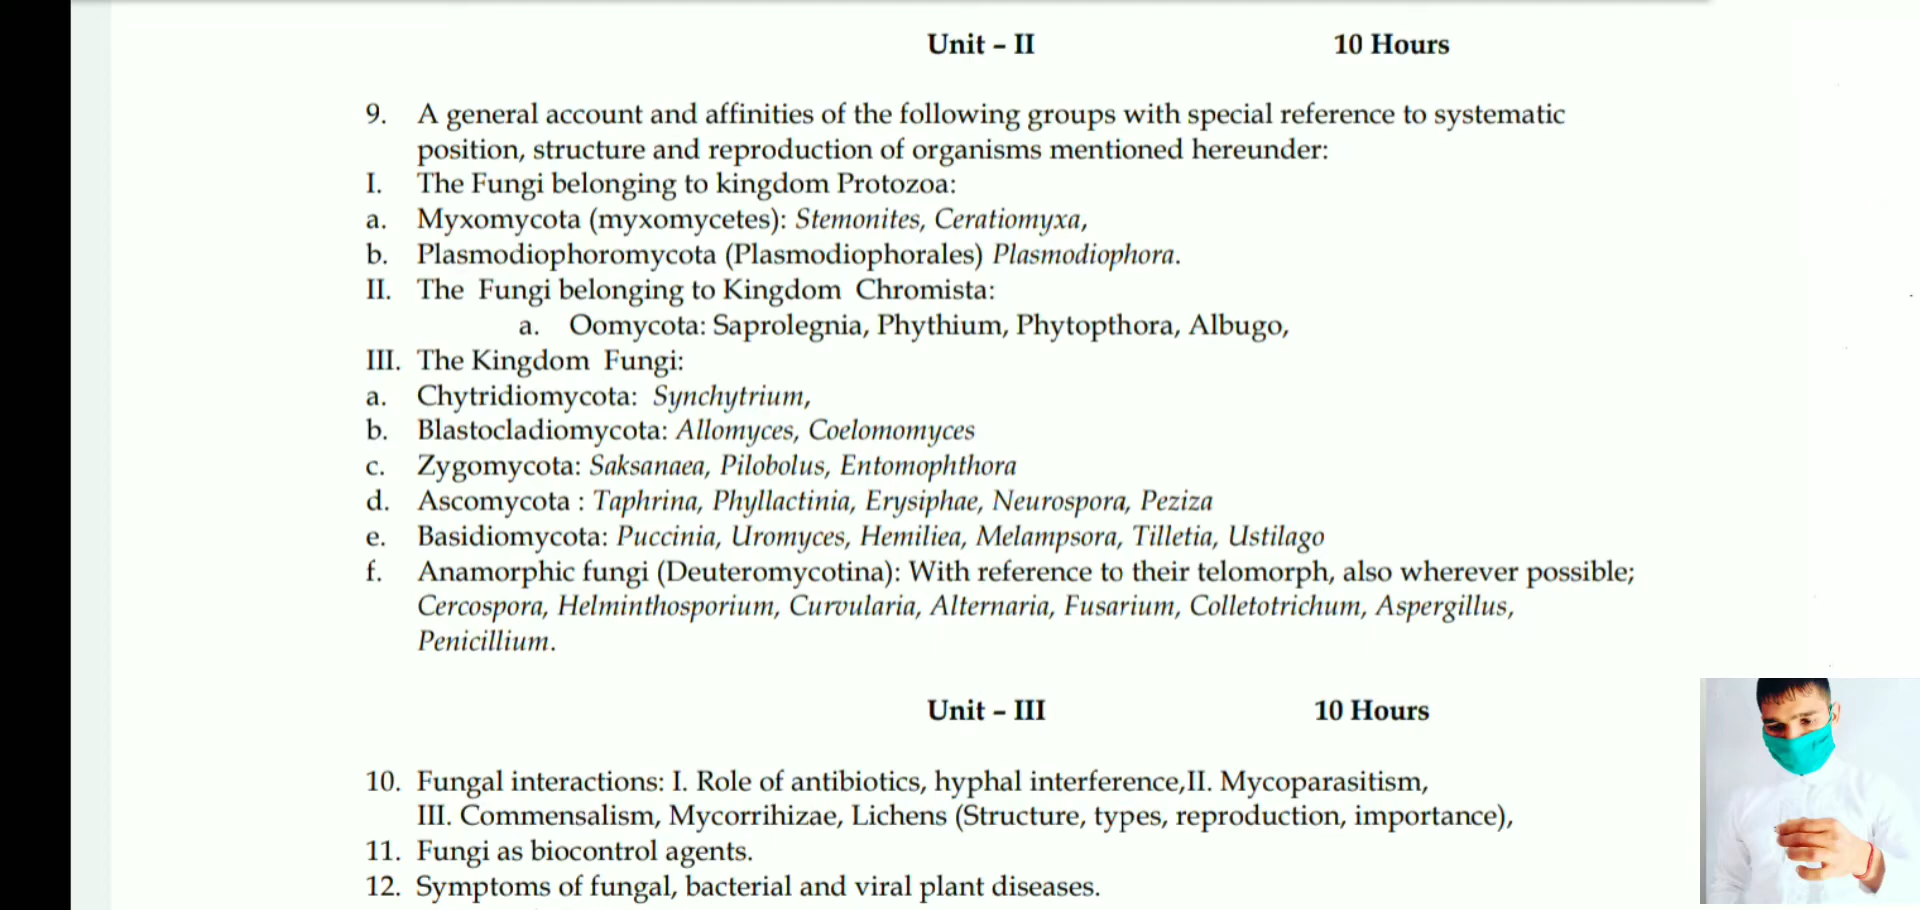 Unit – II 10 Hours
9. A general account and affinities of the following groups with special reference to systematic
position, structure and reproduction of organisms mentioned hereunder:
I. The Fungi belonging to kingdom Protozoa:
a. Myxomycota (myxomycetes): Stemonites, Ceratiomyxa,
b. Plasmodiophoromycota (Plasmodiophorales) Plasmodiophora.
II. The Fungi belonging to Kingdom Chromista:
a. Oomycota: Saprolegnia, Phythium, Phytopthora, Albugo,
III. The Kingdom Fungi:
a. Chytridiomycota: Synchytrium,
b. Blastocladiomycota: Allomyces, Coelomomyces
c. Zygomycota: Saksanaea, Pilobolus, Entomophthora
d. Ascomycota : Taphrina, Phyllactinia, Erysiphae, Neurospora, Peziza
e. Basidiomycota: Puccinia, Uromyces, Hemiliea, Melampsora, Tilletia, Ustilago
f. Anamorphic fungi (Deuteromycotina): With reference to their telomorph, also wherever possible;
Cercospora, Helminthosporium, Curvularia, Alternaria, Fusarium, Colletotrichum, Aspergillus,
Penicillium.
Unit – III 10 Hours
10. Fungal interactions: I. Role of antibiotics, hyphal interference,II. Mycoparasitism,
III. Commensalism, Mycorrihizae, Lichens (Structure, types, reproduction, importance),
11. Fungi as biocontrol agents.
12. Symptoms of fungal, bacterial and viral plant diseases.